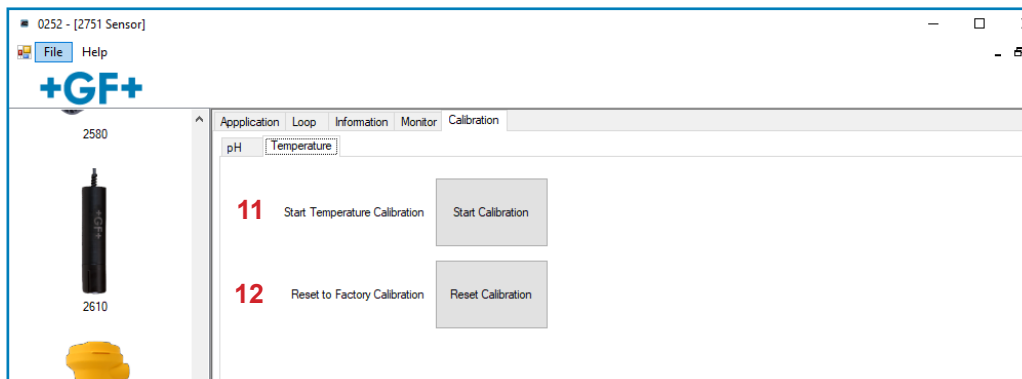 0252 - [2751 Sensor]
File Help
+GF+
2580
Appplication Loop Information Monitor Calibration
pH Temperature
11 Start Temperature Calibration Start Calibration
+GF+
12 Reset to Factory Calibration Reset Calibration
2610